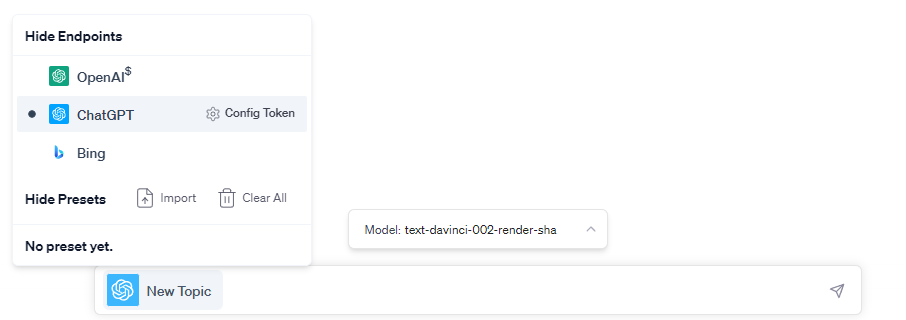 Hide Endpoints
OpenAI$
ChatGPT
Config Token
Bing
Hide Presets
Import
Clear All
No preset yet.
Model: text-davinci-002-render-sha
New Topic